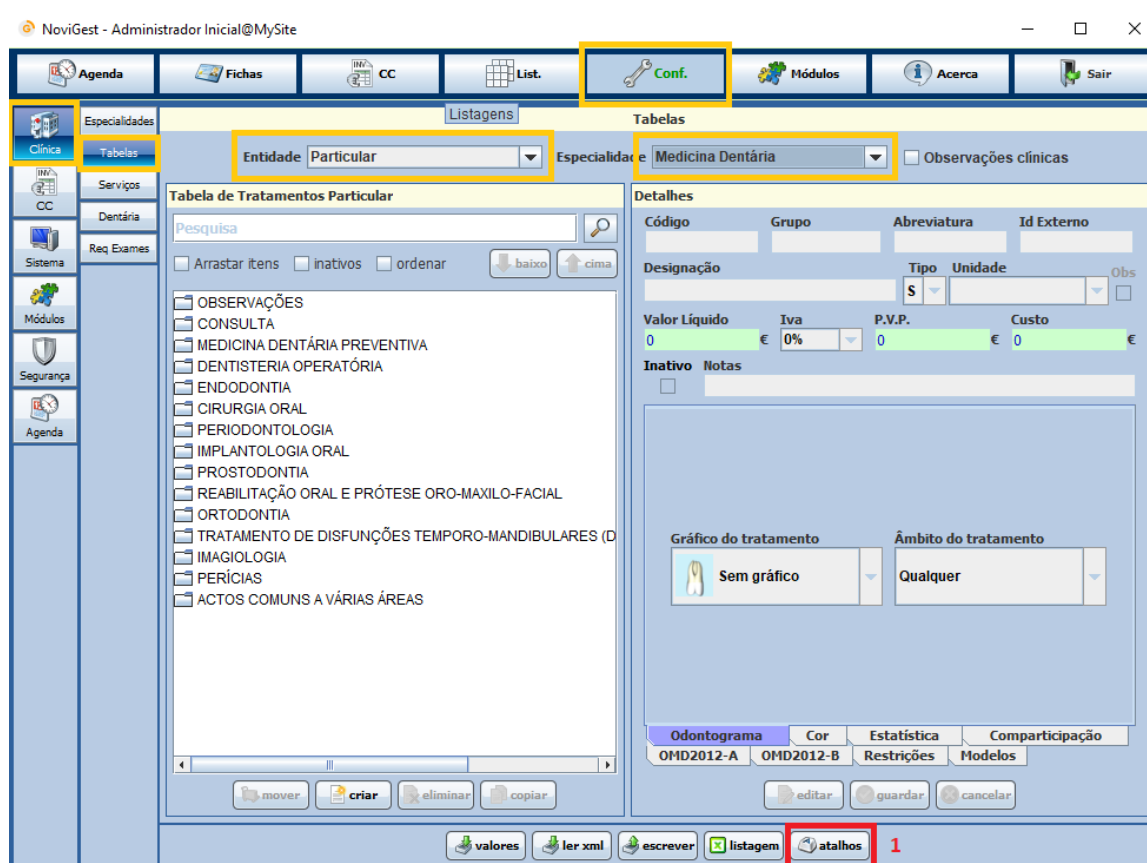 NoviGest - Administrador Inicial@MySite
Agenda Fichas CC List. Conf. Módulos Acerca Sair
Listagens
Clínica
CC
Sistema
Módulos
Segurança
Agenda
Especialidades
Tabelas
Serviços
Dentária
Req Exames
Tabelas
Entidade Particular Especialidade Medicina Dentária Observações clínicas
Tabela de Tratamentos Particular
Pesquisa
Arrastar itens inativos ordenar baixo cima
OBSERVAÇÕES
CONSULTA
MEDICINA DENTÁRIA PREVENTIVA
DENTISTERIA OPERATÓRIA
ENDODONTIA
CIRURGIA ORAL
PERIODONTOLOGIA
IMPLANTOLOGIA ORAL
PROSTODONTIA
REABILITAÇÃO ORAL E PRÓTESE ORO-MAXILO-FACIAL
ORTODONTIA
TRATAMENTO DE DISFUNÇÕES TEMPORO-MANDIBULARES (D
IMAGIOLOGIA
PERÍCIAS
ACTOS COMUNS A VÁRIAS ÁREAS
mover criar eliminar copiar
Detalhes
Código Grupo Abreviatura Id Externo
Designação Tipo Unidade Obs
S
Valor Líquido Iva P.V.P. Custo
0 € 0% 0 € 0 €
Inativo Notas
Gráfico do tratamento Âmbito do tratamento
Sem gráfico Qualquer
Odontograma Cor Estatística Comparticipação
OMD2012-A OMD2012-B Restrições Modelos
editar guardar cancelar
valores ler xml escrever listagem atalhos 1